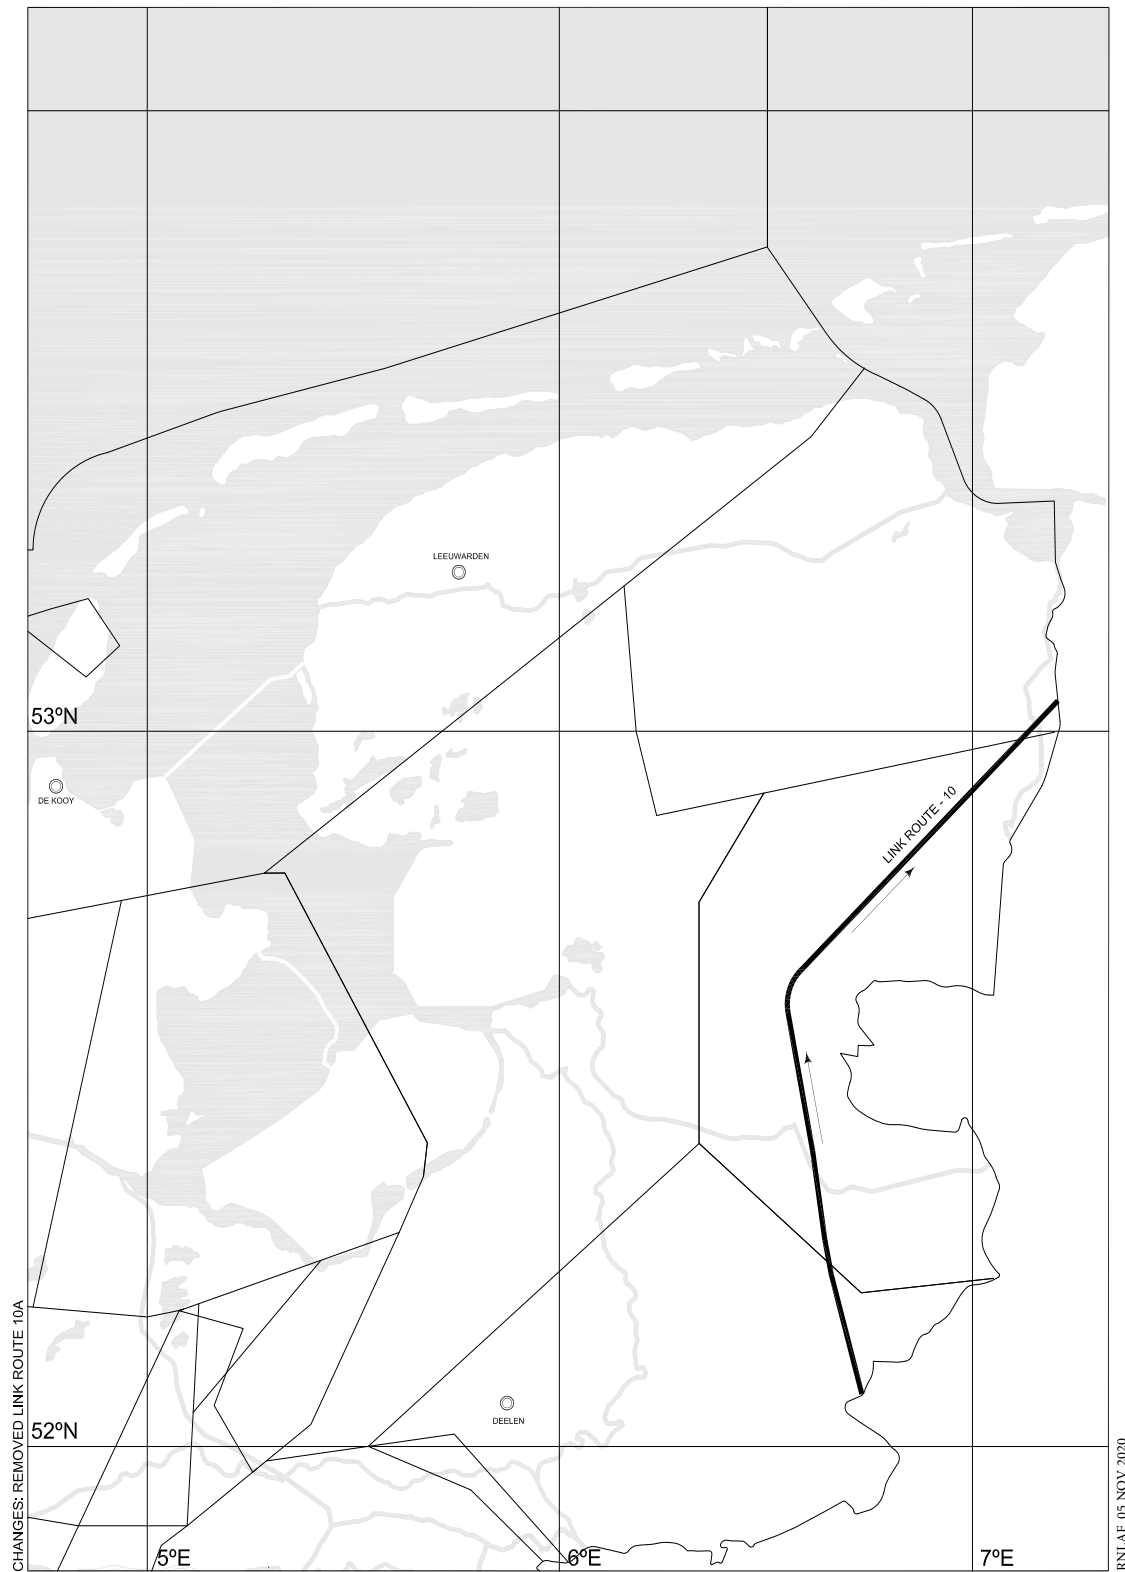 LEEUWARDEN
53ºN
DE KOOY
LINK ROUTE - 10
52ºN
DEELEN
5ºE
6ºE
7ºE
CHANGES: REMOVED LINK ROUTE 10A
RNLAF, 05 NOV 2020